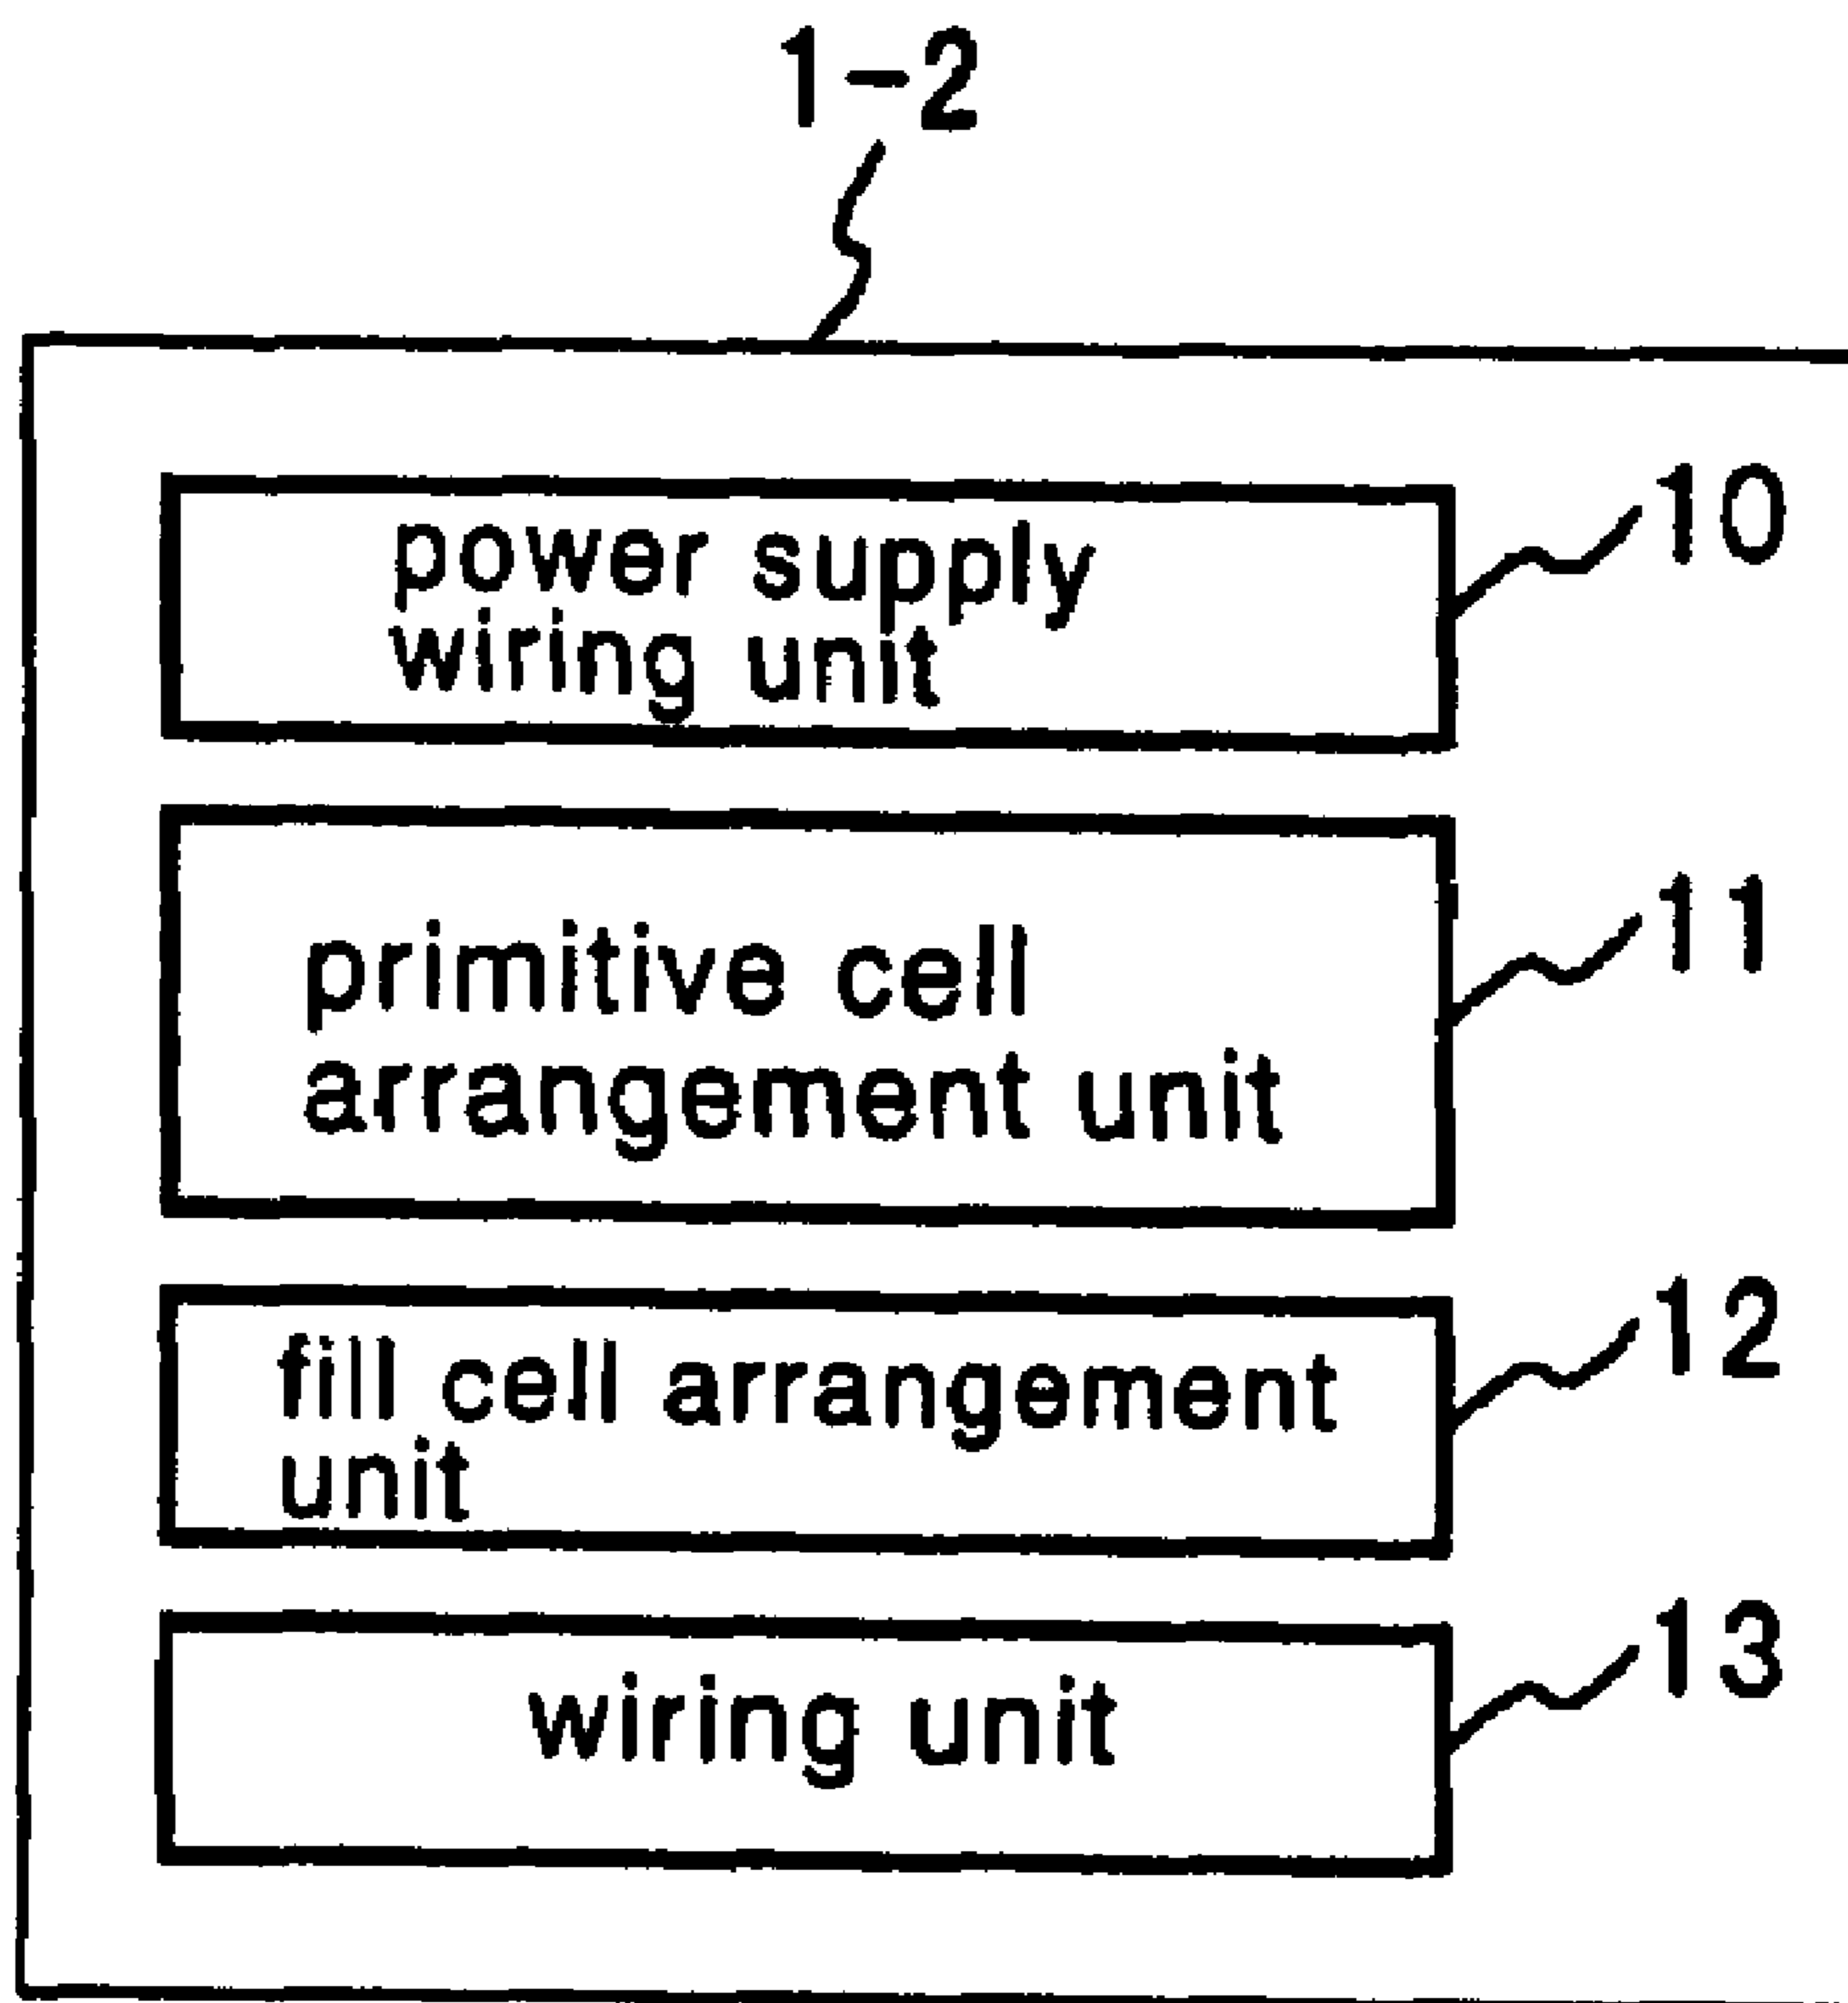 1-2
power supply
wiring unit
10
primitive cell
arrangement unit
11
fill cell arrangement
unit
12
wiring unit
13